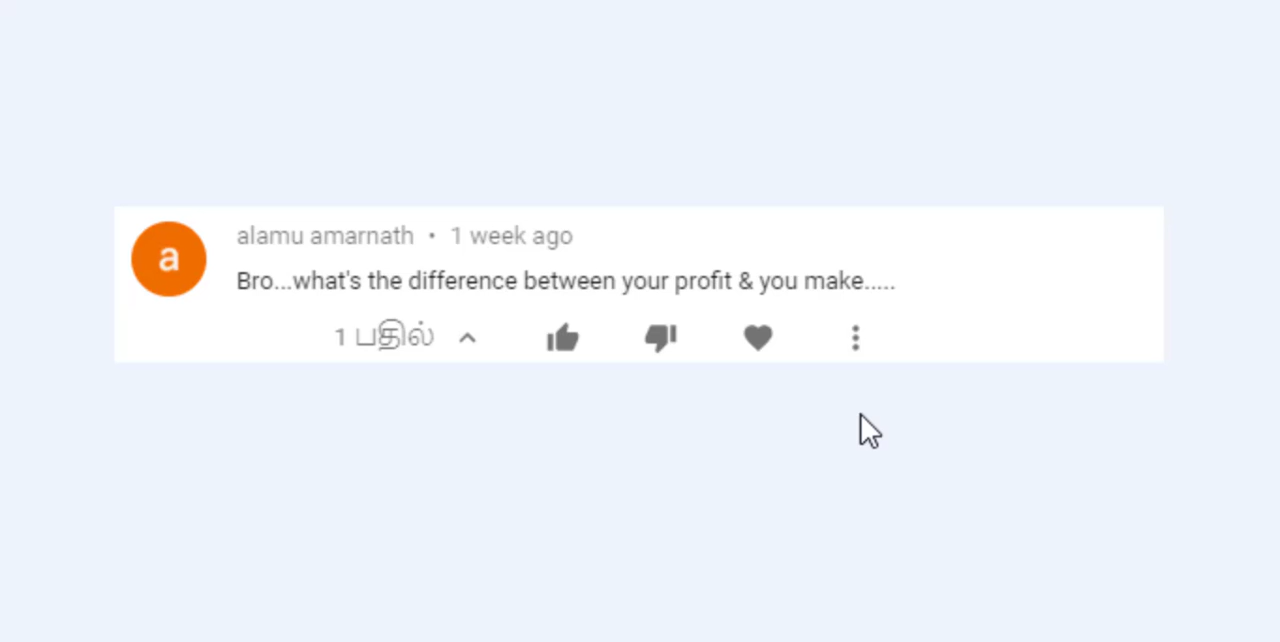 a
alamu amarnath • 1 week ago
Bro...what's the difference between your profit & you make.....
1 பதில்